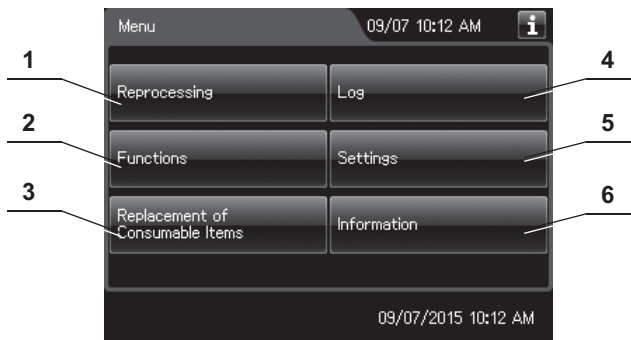 Menu 09/07 10:12 AM i
1 4
Reprocessing Log
2 5
Functions Settings
3 6
Replacement of
Consumable Items Information
09/07/2015 10:12 AM